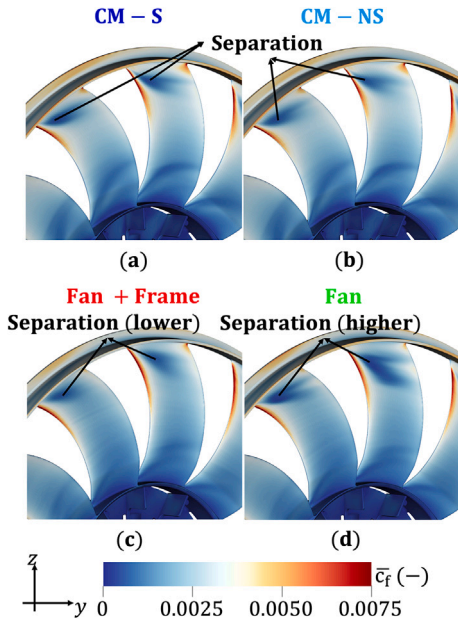 CM − S CM − NS
Separation
(a) (b)
Fan + Frame Fan
Separation (lower) Separation (higher)
(c) (d)
z
y
c̅f (−)
0 0.0025 0.0050 0.0075